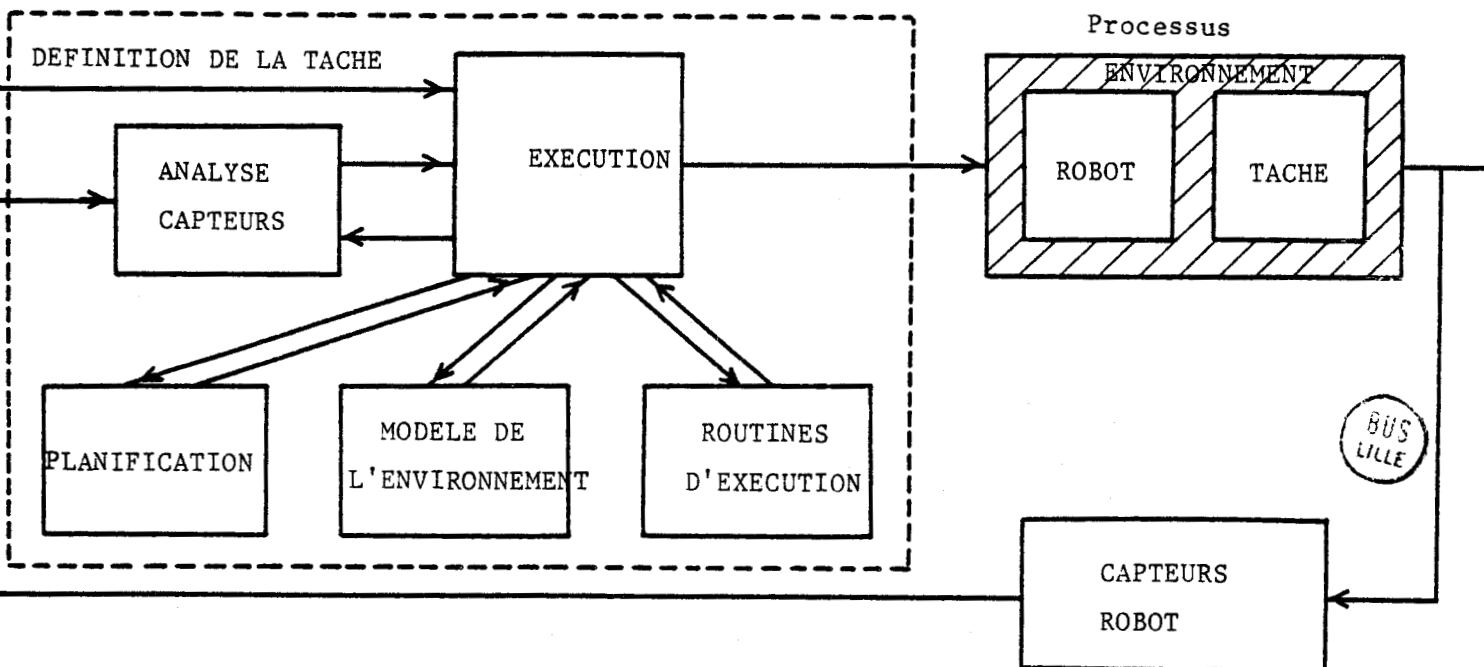 Processus
DEFINITION DE LA TACHE
ENVIRONNEMENT
EXECUTION
ROBOT
TACHE
ANALYSE
CAPTEURS
PLANIFICATION
MODELE DE
L'ENVIRONNEMENT
ROUTINES
D'EXECUTION
BUS
LILLE
CAPTEURS
ROBOT